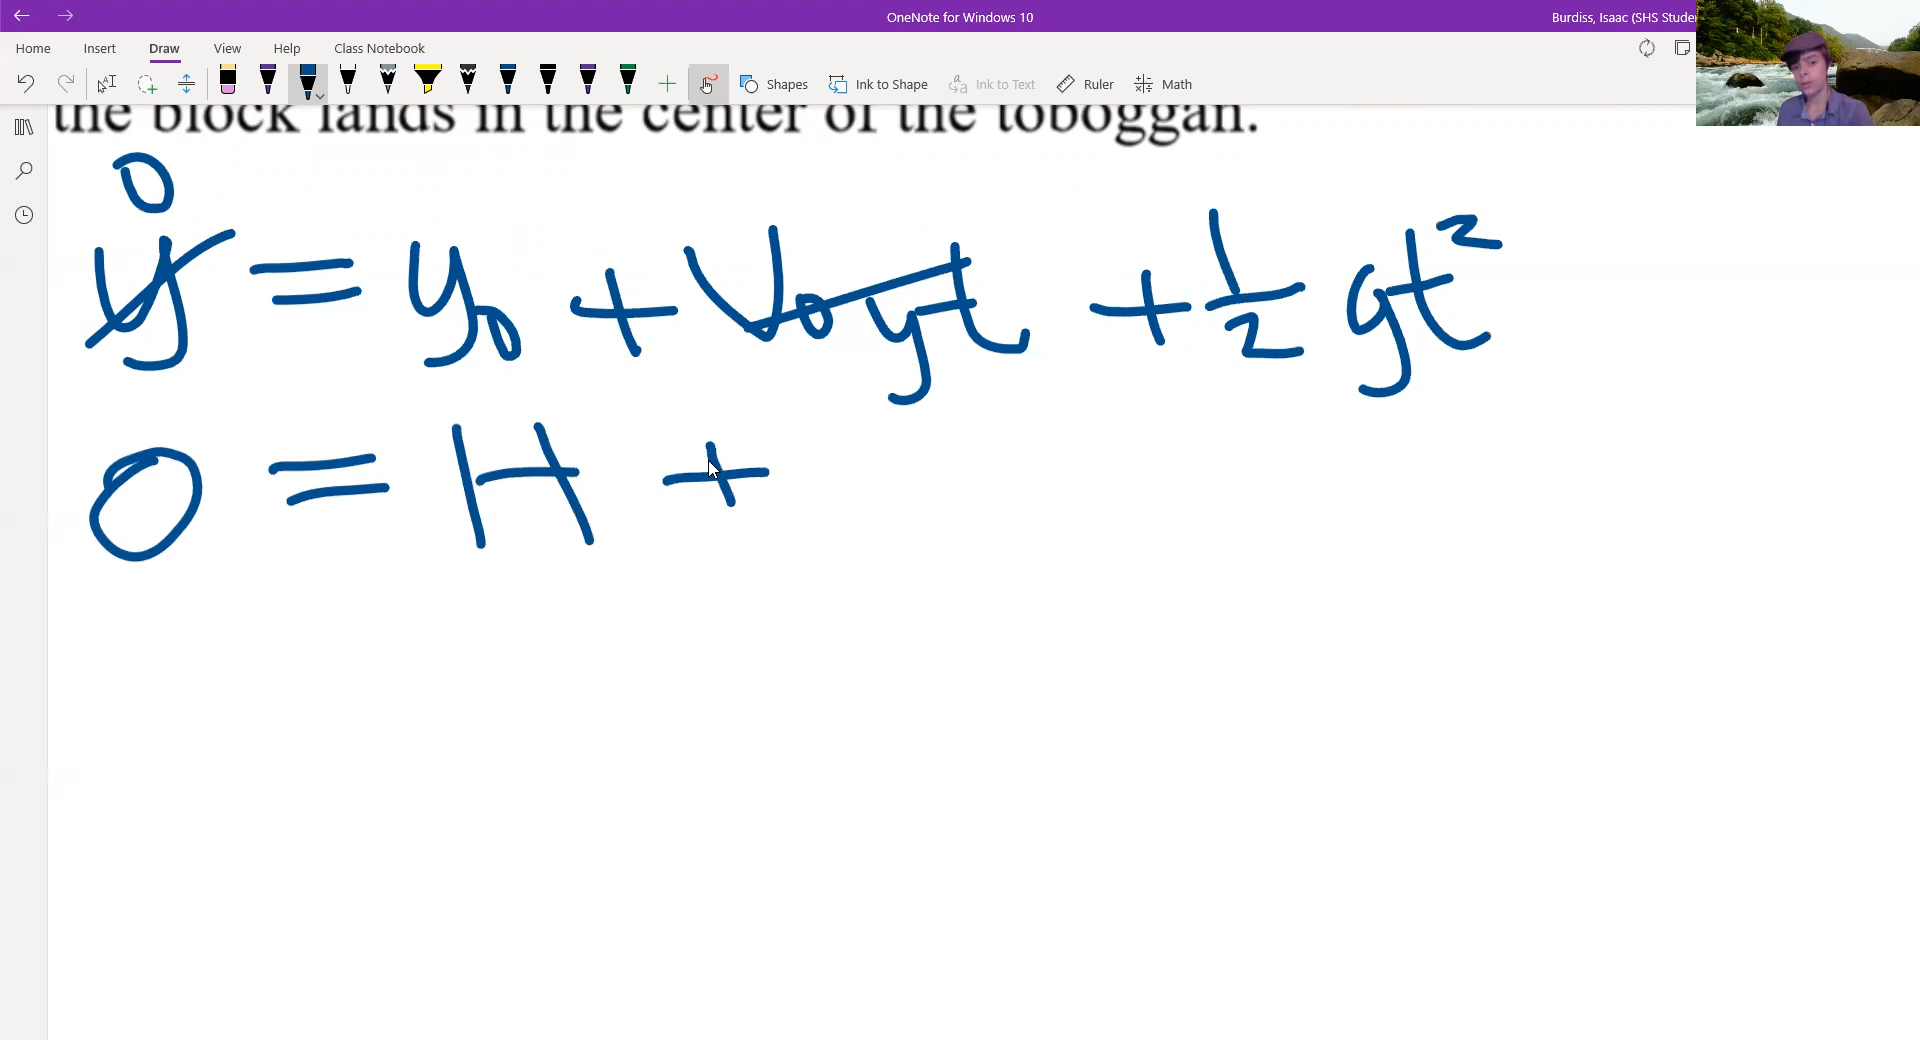 OneNote for Windows 10
Burdiss, Isaac (SHS Stude
Home Insert Draw View Help Class Notebook
Shapes Ink to Shape Ink to Text Ruler Math
the block lands in the center of the toboggan.
0
y = y₀ + V₀yt + 1/2 gt²
0 = H +